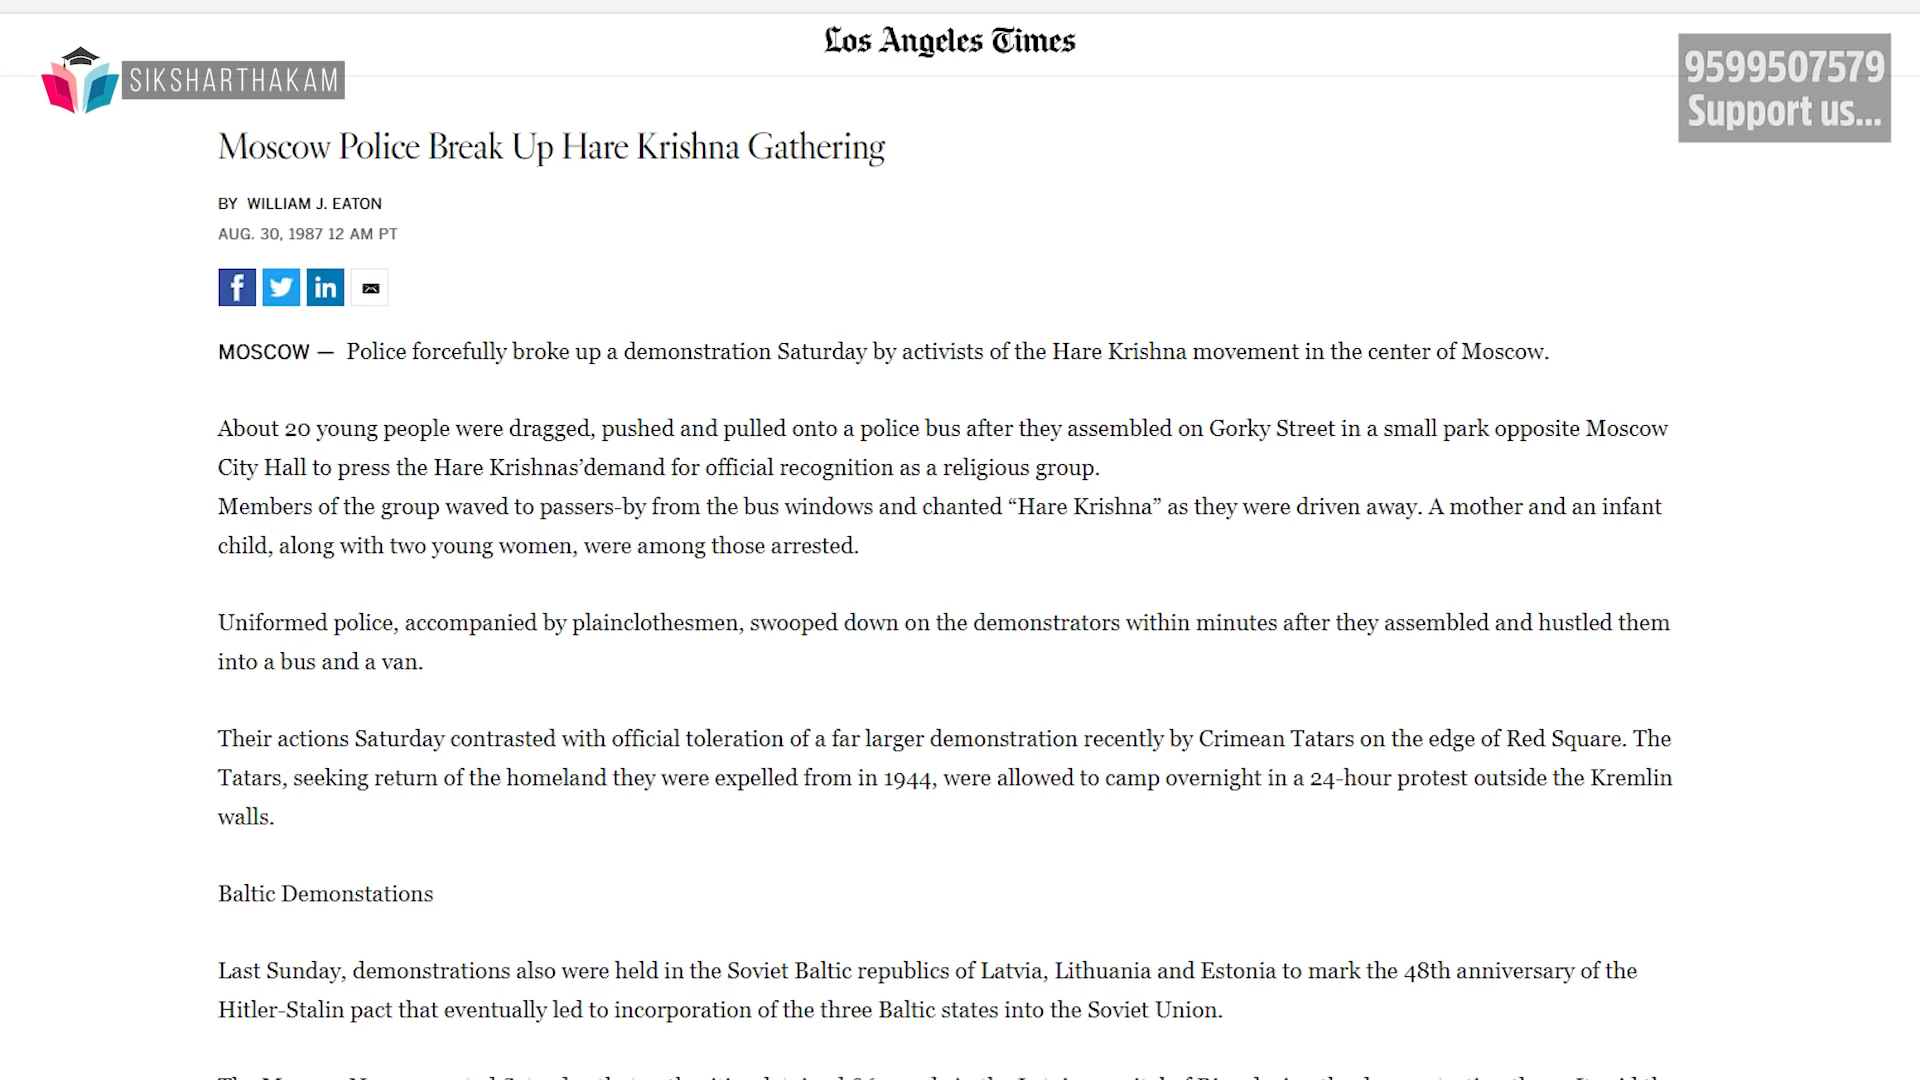 Los Angeles Times
SIKSHARTHAKAM
9599507579
Support us...
Moscow Police Break Up Hare Krishna Gathering
BY WILLIAM J. EATON
AUG. 30, 1987 12 AM PT
MOSCOW — Police forcefully broke up a demonstration Saturday by activists of the Hare Krishna movement in the center of Moscow.
About 20 young people were dragged, pushed and pulled onto a police bus after they assembled on Gorky Street in a small park opposite Moscow
City Hall to press the Hare Krishnas’demand for official recognition as a religious group.
Members of the group waved to passers-by from the bus windows and chanted “Hare Krishna” as they were driven away. A mother and an infant
child, along with two young women, were among those arrested.
Uniformed police, accompanied by plainclothesmen, swooped down on the demonstrators within minutes after they assembled and hustled them
into a bus and a van.
Their actions Saturday contrasted with official toleration of a far larger demonstration recently by Crimean Tatars on the edge of Red Square. The
Tatars, seeking return of the homeland they were expelled from in 1944, were allowed to camp overnight in a 24-hour protest outside the Kremlin
walls.
Baltic Demonstations
Last Sunday, demonstrations also were held in the Soviet Baltic republics of Latvia, Lithuania and Estonia to mark the 48th anniversary of the
Hitler-Stalin pact that eventually led to incorporation of the three Baltic states into the Soviet Union.